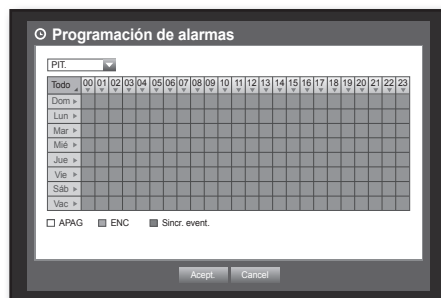 Programación de alarmas
PIT.
Todo 00 01 02 03 04 05 06 07 08 09 10 11 12 13 14 15 16 17 18 19 20 21 22 23
Dom
Lun
Mar
Mié
Jue
Vie
Sáb
Vac
APAG ENC Sincr. event.
Acept. Cancel